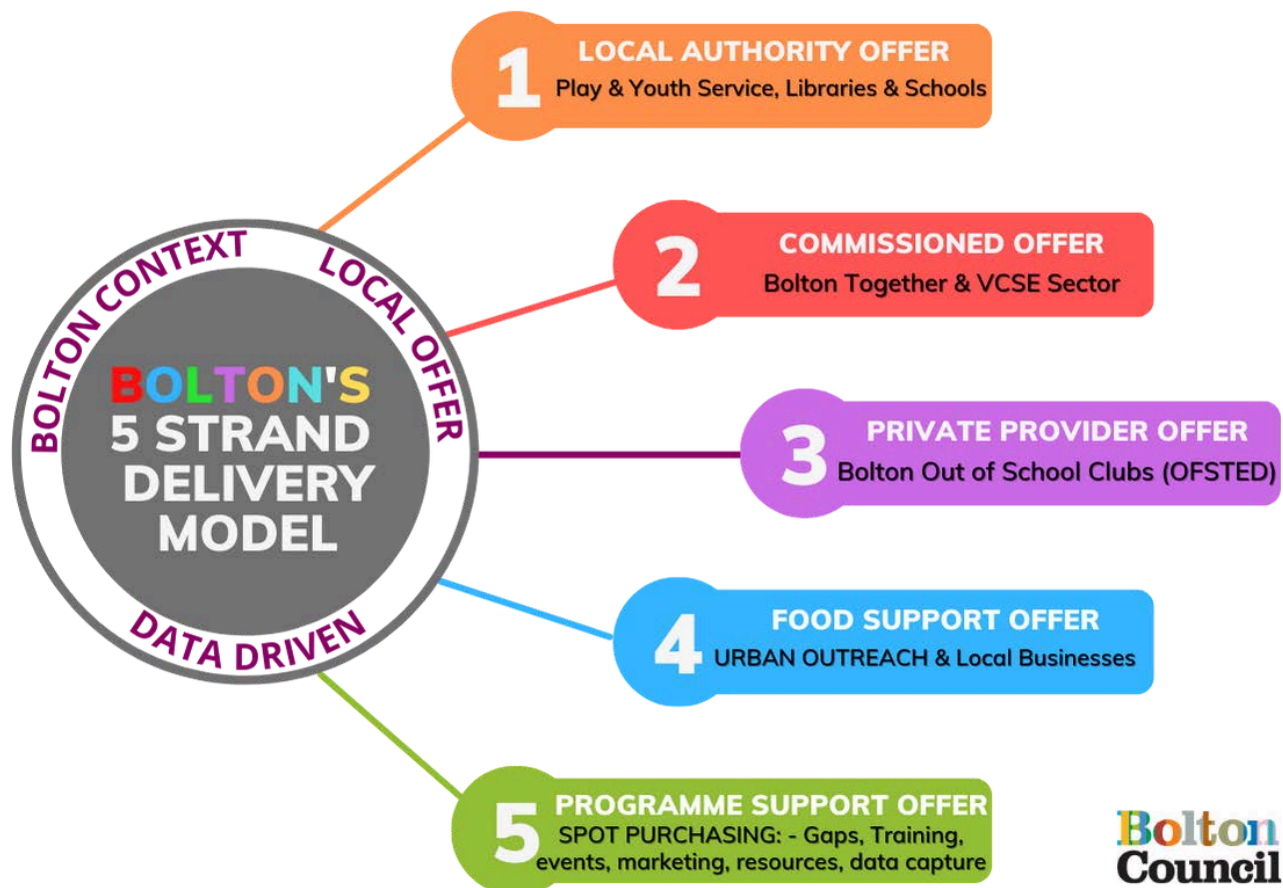 1
LOCAL AUTHORITY OFFER
Play & Youth Service, Libraries & Schools
2
COMMISSIONED OFFER
Bolton Together & VCSE Sector
BOLTON CONTEXT
LOCAL OFFER
DATA DRIVEN
BOLTON'S
5 STRAND
DELIVERY
MODEL
3
PRIVATE PROVIDER OFFER
Bolton Out of School Clubs (OFSTED)
4
FOOD SUPPORT OFFER
URBAN OUTREACH & Local Businesses
5
PROGRAMME SUPPORT OFFER
SPOT PURCHASING: - Gaps, Training,
events, marketing, resources, data capture
Bolton
Council